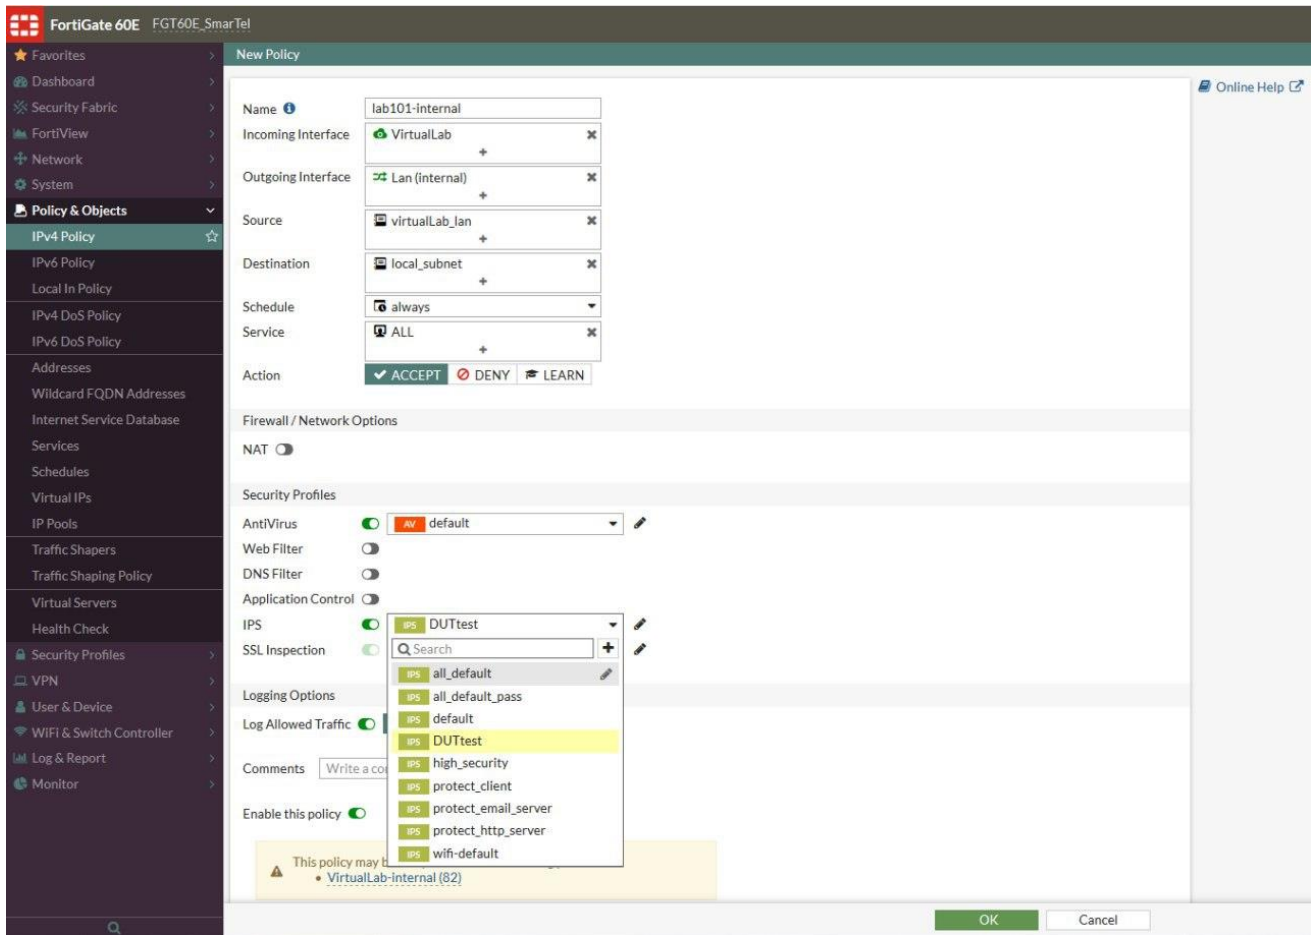 FortiGate 60E FGT60E_SmarTel
Favorites
Dashboard
Security Fabric
FortiView
Network
System
Policy & Objects
IPv4 Policy
IPv6 Policy
Local In Policy
IPv4 DoS Policy
IPv6 DoS Policy
Addresses
Wildcard FQDN Addresses
Internet Service Database
Services
Schedules
Virtual IPs
IP Pools
Traffic Shapers
Traffic Shaping Policy
Virtual Servers
Health Check
Security Profiles
VPN
User & Device
WiFi & Switch Controller
Log & Report
Monitor
New Policy
Online Help
Name lab101-internal
Incoming Interface VirtualLab
+
Outgoing Interface Lan (internal)
+
Source virtualLab_lan
+
Destination local_subnet
+
Schedule always
Service ALL
+
Action ACCEPT DENY LEARN
Firewall / Network Options
NAT
Security Profiles
AntiVirus AV default
Web Filter
DNS Filter
Application Control
IPS IPS DUTtest
SSL Inspection Search +
IPS all_default
IPS all_default_pass
IPS default
IPS DUTtest
IPS high_security
IPS protect_client
IPS protect_email_server
IPS protect_http_server
IPS wifi-default
Logging Options
Log Allowed Traffic
Comments Write a
Enable this policy
This policy may
• VirtualLab-internal (82)
OK Cancel